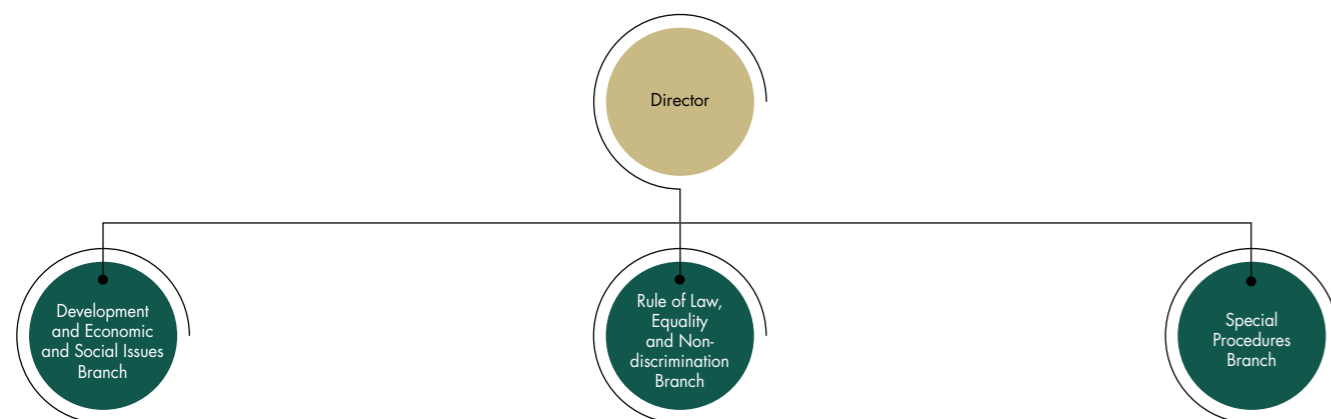 Director
Development
and Economic
and Social Issues
Branch
Rule of Law,
Equality
and Non-
discrimination
Branch
Special
Procedures
Branch